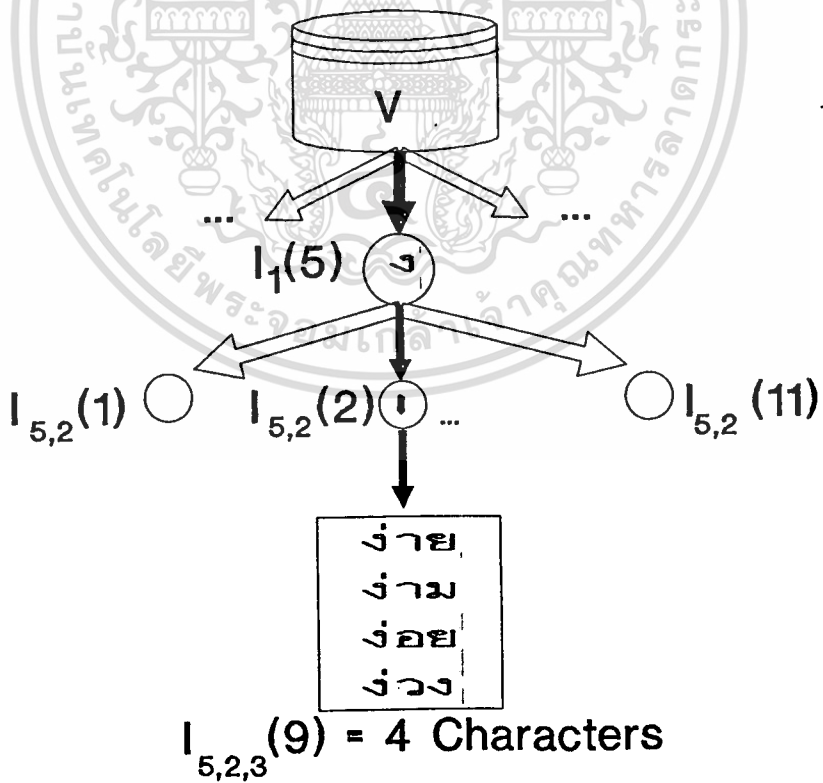 V
... ...
I₁(5) ง
I₅,₂(1) I₅,₂(2) ่ ... I₅,₂ (11)
ง่าย
ง่าม
ง่อย
ง่วง
I₅,₂,₃(9) = 4 Characters